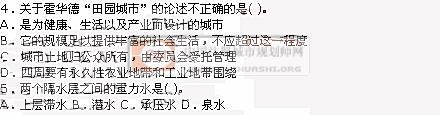 4．关于霍华德“田园城市”的论述不正确的是( )。
A．是为健康、生活以及产业而设计的城市
B．它的规模足以提供丰富的社会生活，不应超过这一程度
C．城市土地归公众所有，由委员会受托管理
D．四周要有永久性农业地带和工业地带围绕
5．两个隔水层之间的重力水是( )。
A．上层滞水 B．潜水 C．承压水 D．泉水